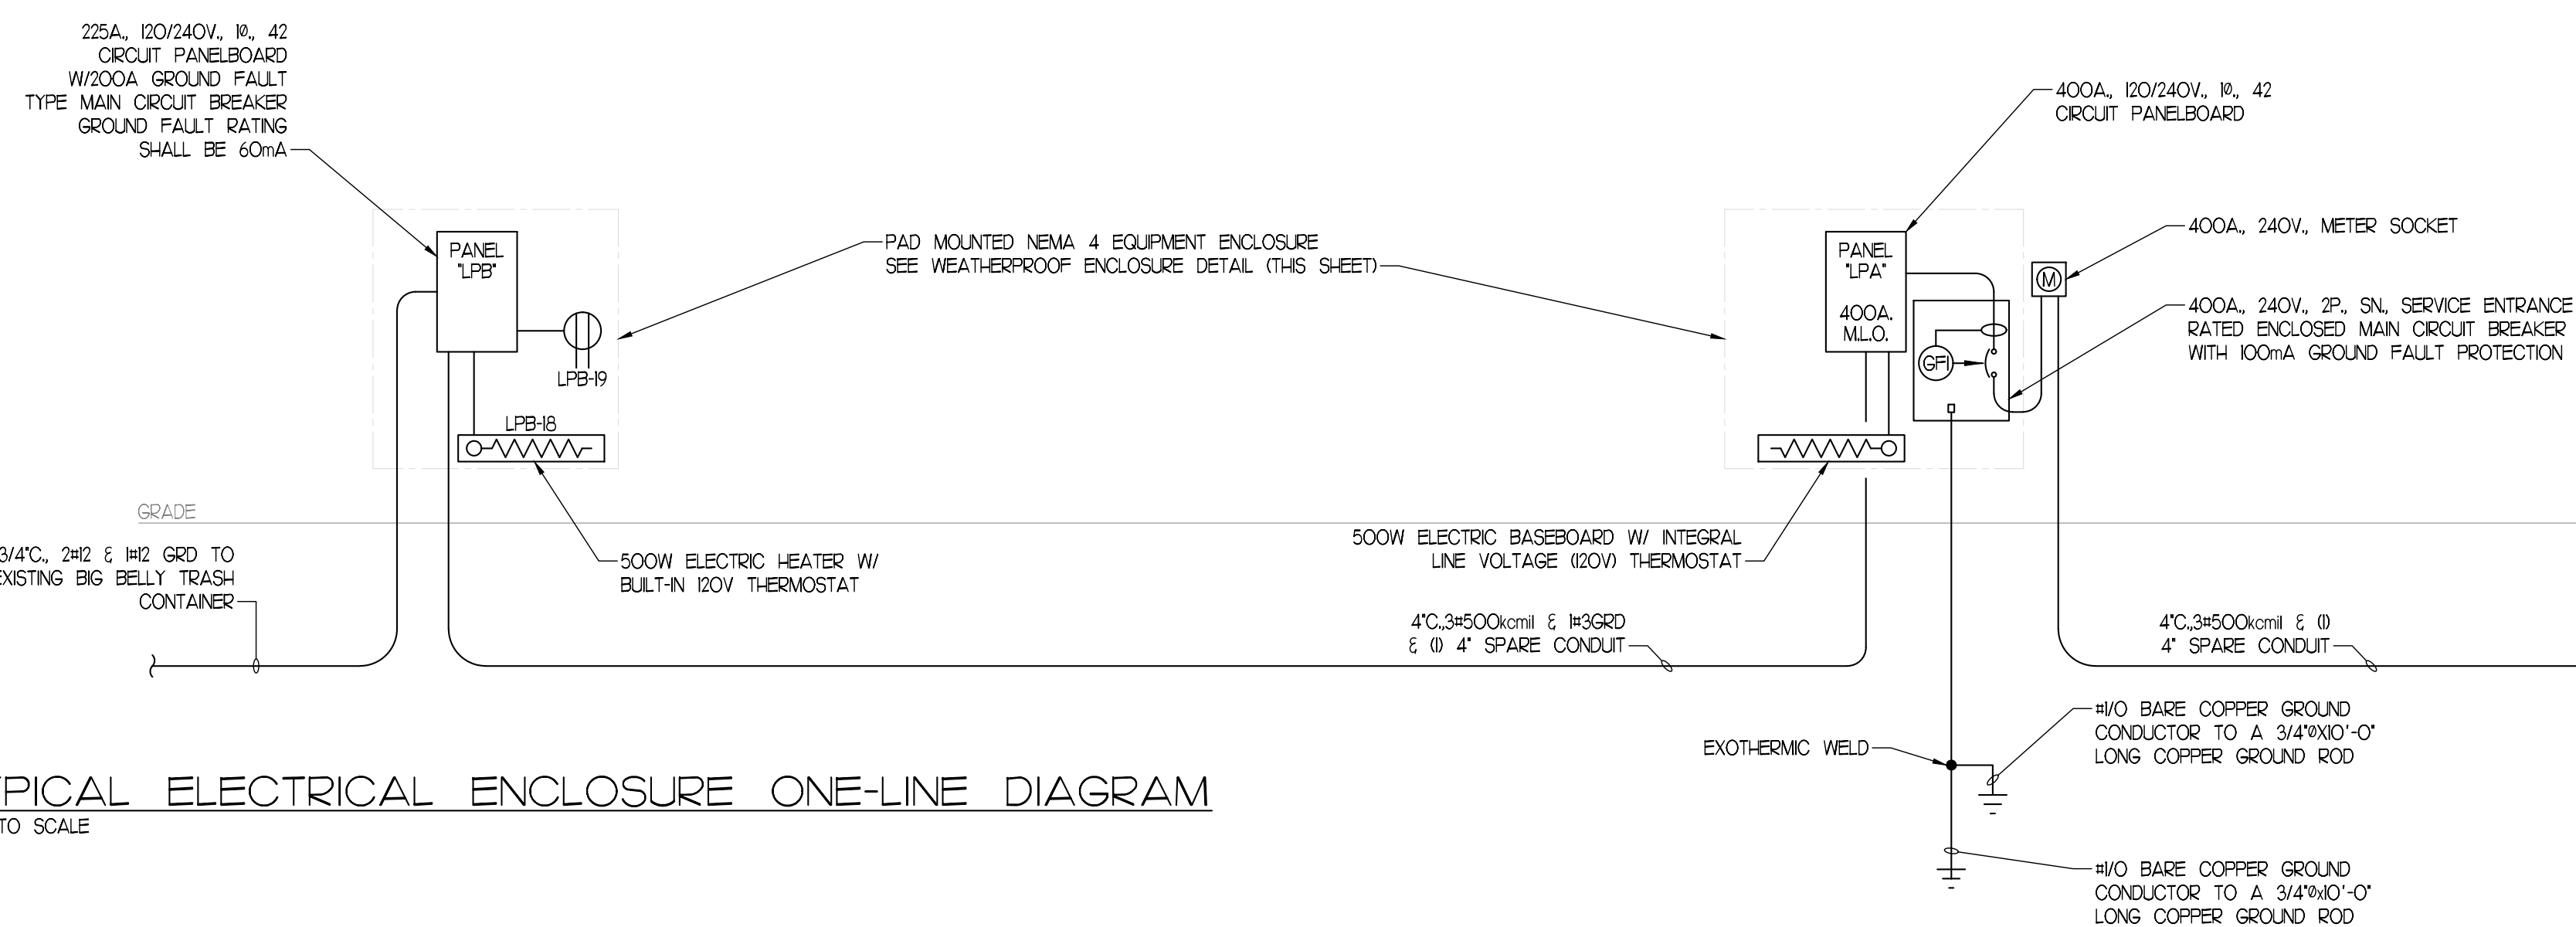 225A., 120/240V., 1Ø., 42
CIRCUIT PANELBOARD
W/200A GROUND FAULT
TYPE MAIN CIRCUIT BREAKER
GROUND FAULT RATING
SHALL BE 60mA
PANEL
"LPB"
LPB-19
LPB-18
PAD MOUNTED NEMA 4 EQUIPMENT ENCLOSURE
SEE WEATHERPROOF ENCLOSURE DETAIL (THIS SHEET)
400A., 120/240V., 1Ø., 42
CIRCUIT PANELBOARD
PANEL
"LPA"
400A.
M.L.O.
GFI
M
400A., 240V., METER SOCKET
400A., 240V., 2P., SN., SERVICE ENTRANCE
RATED ENCLOSED MAIN CIRCUIT BREAKER
WITH 100mA GROUND FAULT PROTECTION
GRADE
3/4"C., 2#12 & 1#12 GRD TO
EXISTING BIG BELLY TRASH
CONTAINER
500W ELECTRIC HEATER W/
BUILT-IN 120V THERMOSTAT
500W ELECTRIC BASEBOARD W/ INTEGRAL
LINE VOLTAGE (120V) THERMOSTAT
4"C.,3#500kcmil & 1#3GRD
& (1) 4" SPARE CONDUIT
4"C.,3#500kcmil & (1)
4" SPARE CONDUIT
#1/0 BARE COPPER GROUND
CONDUCTOR TO A 3/4"ØX10'-0"
LONG COPPER GROUND ROD
EXOTHERMIC WELD
#1/0 BARE COPPER GROUND
CONDUCTOR TO A 3/4"Øx10'-0"
LONG COPPER GROUND ROD
YPICAL ELECTRICAL ENCLOSURE ONE-LINE DIAGRAM
TO SCALE